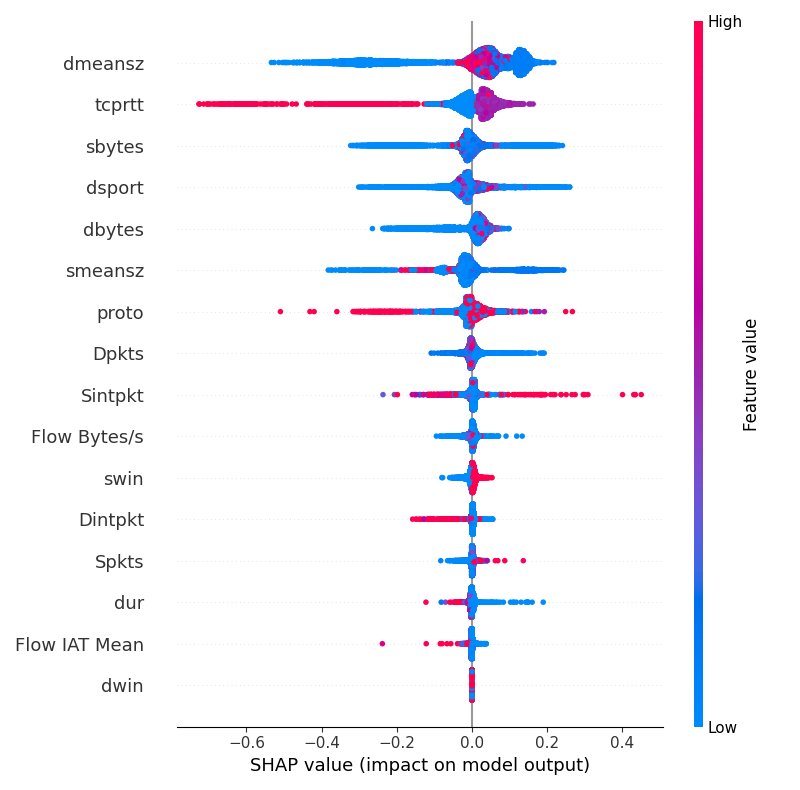 High
dmeansz
tcprtt
sbytes
dsport
dbytes
smeansz
proto
Dpkts
Sintpkt
Flow Bytes/s
swin
Dintpkt
Spkts
dur
Flow IAT Mean
dwin
Feature value
Low
−0.6 −0.4 −0.2 0.0 0.2 0.4
SHAP value (impact on model output)